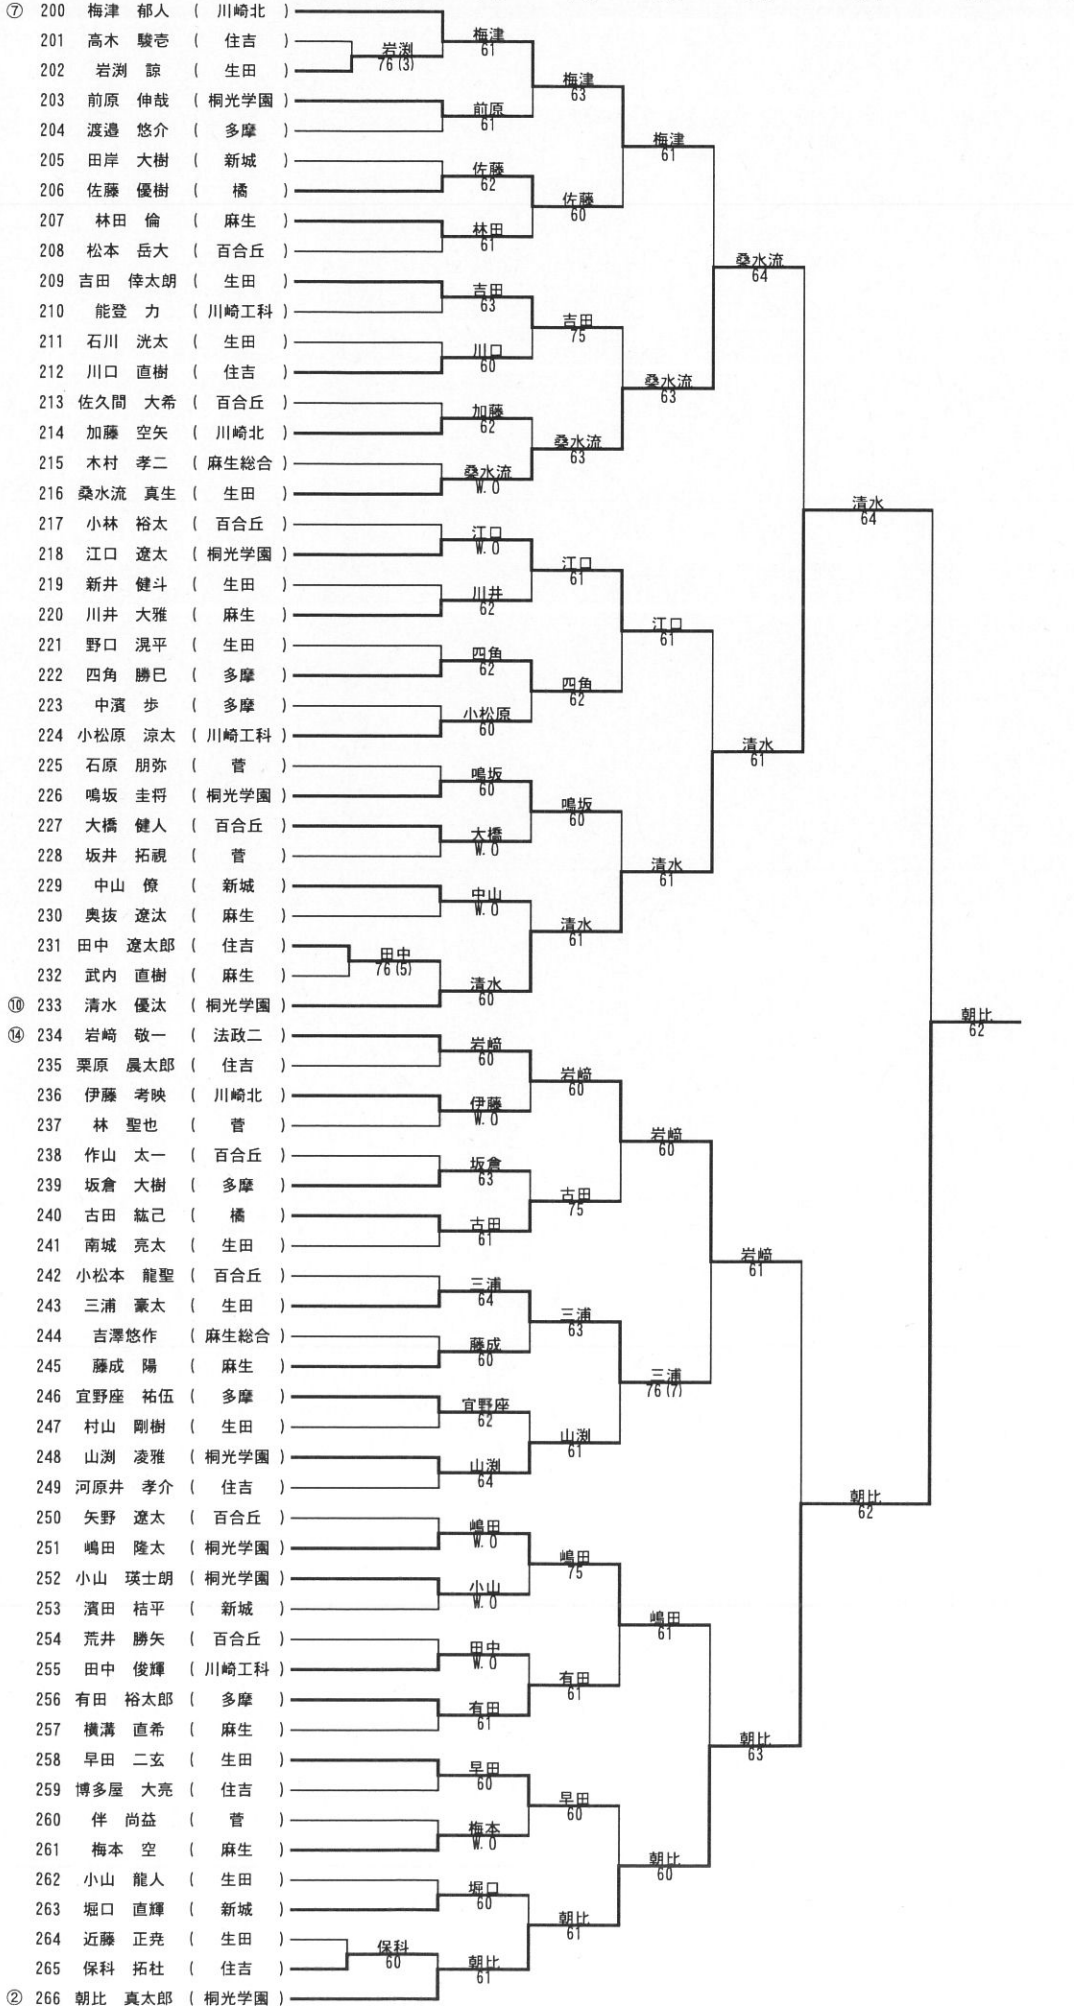 ⑦ 200 梅津 郁人 ( 川崎北 )
201 高木 駿壱 ( 住吉 )
202 岩渕 諒 ( 生田 )
203 前原 伸哉 ( 桐光学園 )
204 渡邉 悠介 ( 多摩 )
205 田岸 大樹 ( 新城 )
206 佐藤 優樹 ( 橘 )
207 林田 倫 ( 麻生 )
208 松本 岳大 ( 百合丘 )
209 吉田 倖太朗 ( 生田 )
210 能登 力 ( 川崎工科 )
211 石川 洸太 ( 生田 )
212 川口 直樹 ( 住吉 )
213 佐久間 大希 ( 百合丘 )
214 加藤 空矢 ( 川崎北 )
215 木村 孝二 ( 麻生総合 )
216 桑水流 真生 ( 生田 )
217 小林 裕太 ( 百合丘 )
218 江口 遼太 ( 桐光学園 )
219 新井 健斗 ( 生田 )
220 川井 大雅 ( 麻生 )
221 野口 滉平 ( 生田 )
222 四角 勝巳 ( 多摩 )
223 中濱 歩 ( 多摩 )
224 小松原 涼太 ( 川崎工科 )
225 石原 朋弥 ( 菅 )
226 鳴坂 圭将 ( 桐光学園 )
227 大橋 健人 ( 百合丘 )
228 坂井 拓視 ( 菅 )
229 中山 僚 ( 新城 )
230 奥抜 遼汰 ( 麻生 )
231 田中 遼太郎 ( 住吉 )
232 武内 直樹 ( 麻生 )
⑩ 233 清水 優汰 ( 桐光学園 )
⑭ 234 岩﨑 敬一 ( 法政二 )
235 栗原 晨太郎 ( 住吉 )
236 伊藤 考映 ( 川崎北 )
237 林 聖也 ( 菅 )
238 作山 太一 ( 百合丘 )
239 坂倉 大樹 ( 多摩 )
240 古田 紘己 ( 橘 )
241 南城 亮太 ( 生田 )
242 小松本 龍聖 ( 百合丘 )
243 三浦 豪太 ( 生田 )
244 吉澤悠作 ( 麻生総合 )
245 藤成 陽 ( 麻生 )
246 宜野座 祐伍 ( 多摩 )
247 村山 剛樹 ( 生田 )
248 山渕 凌雅 ( 桐光学園 )
249 河原井 孝介 ( 住吉 )
250 矢野 遼太 ( 百合丘 )
251 嶋田 隆太 ( 桐光学園 )
252 小山 瑛士朗 ( 桐光学園 )
253 濱田 桔平 ( 新城 )
254 荒井 勝矢 ( 百合丘 )
255 田中 俊輝 ( 川崎工科 )
256 有田 裕太郎 ( 多摩 )
257 横溝 直希 ( 麻生 )
258 早田 二玄 ( 生田 )
259 博多屋 大亮 ( 住吉 )
260 伴 尚益 ( 菅 )
261 梅本 空 ( 麻生 )
262 小山 龍人 ( 生田 )
263 堀口 直輝 ( 新城 )
264 近藤 正尭 ( 生田 )
265 保科 拓杜 ( 住吉 )
② 266 朝比 真太郎 ( 桐光学園 )
岩渕
76(3)
田中
76(5)
保科
60
梅津
61
前原
61
佐藤
62
林田
61
吉田
63
川口
60
加藤
62
桑水流
W.O
江口
W.O
川井
62
四角
62
小松原
60
鳴坂
60
大橋
W.O
中山
W.O
清水
60
岩﨑
60
伊藤
W.O
坂倉
63
古田
61
三浦
64
藤成
60
宜野座
62
山渕
64
嶋田
W.O
小山
W.O
田中
W.O
有田
61
早田
60
梅本
W.O
堀口
60
朝比
61
梅津
63
佐藤
60
吉田
75
桑水流
63
江口
61
四角
62
鳴坂
60
清水
61
岩﨑
60
古田
75
三浦
63
山渕
61
嶋田
75
有田
61
早田
60
朝比
61
梅津
61
桑水流
63
江口
61
清水
61
岩﨑
60
三浦
76(7)
嶋田
61
朝比
60
桑水流
64
清水
61
岩﨑
61
朝比
63
清水
64
朝比
62
朝比
62